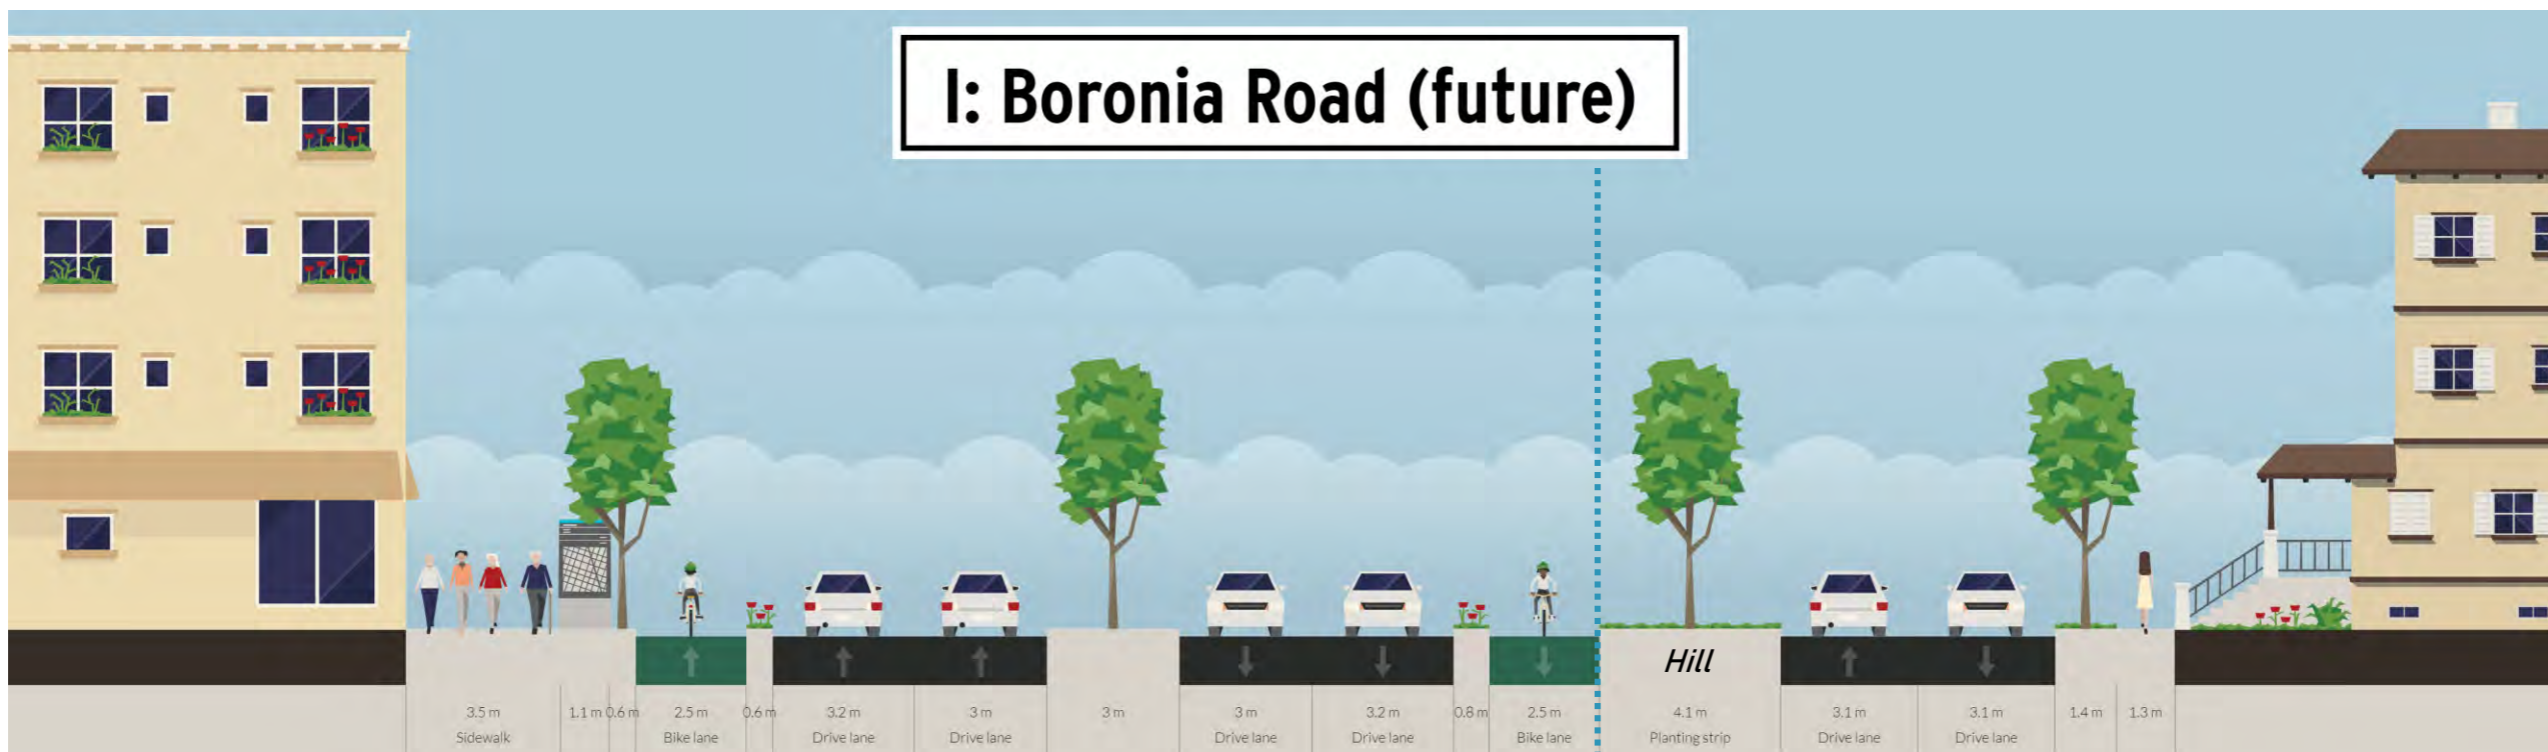 I: Boronia Road (future)
Hill
3.5 m
Sidewalk
1.1 m
0.6 m
2.5 m
Bike lane
0.6 m
3.2 m
Drive lane
3 m
Drive lane
3 m
3 m
Drive lane
3.2 m
Drive lane
0.8 m
2.5 m
Bike lane
4.1 m
Planting strip
3.1 m
Drive lane
3.1 m
Drive lane
1.4 m
1.3 m